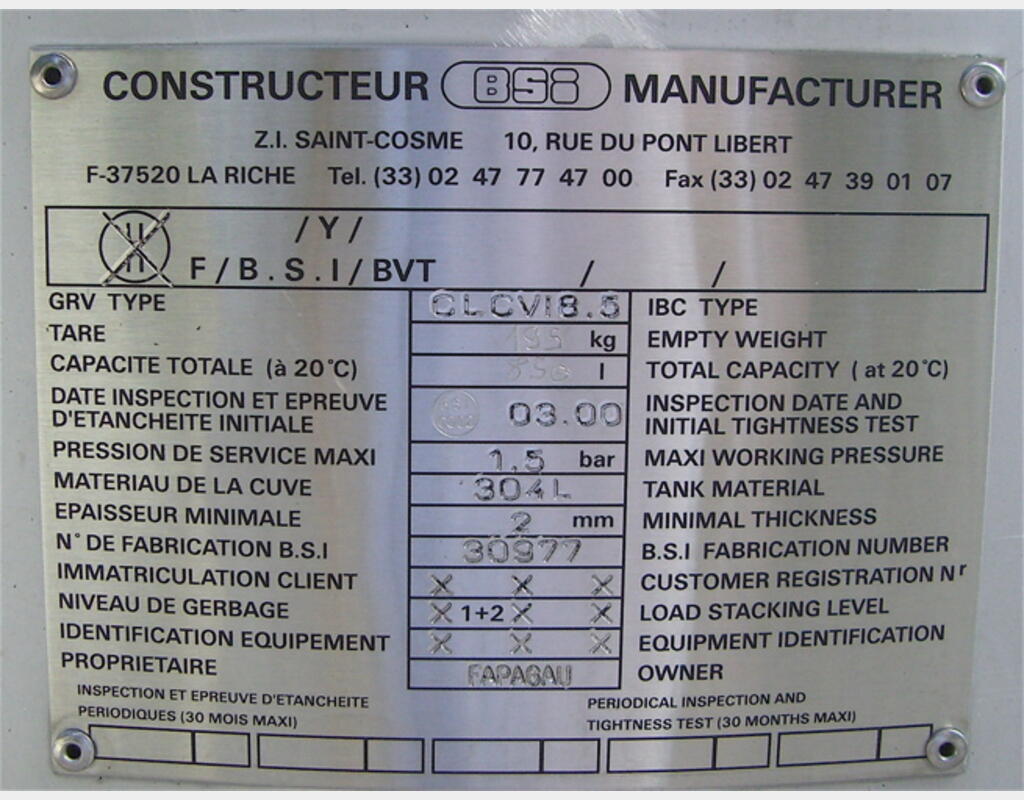 CONSTRUCTEUR BSi MANUFACTURER
Z.I. SAINT-COSME 10, RUE DU PONT LIBERT
F-37520 LA RICHE Tel. (33) 02 47 77 47 00 Fax (33) 02 47 39 01 07
/ Y /
F / B . S . I / BVT / /
GRV TYPE CLCVI8.5 IBC TYPE
TARE 195 kg EMPTY WEIGHT
CAPACITE TOTALE (à 20°C) 850 l TOTAL CAPACITY ( at 20°C)
DATE INSPECTION ET EPREUVE INSPECTION DATE AND
D'ETANCHEITE INITIALE 03.00 INITIAL TIGHTNESS TEST
PRESSION DE SERVICE MAXI 1,5 bar MAXI WORKING PRESSURE
MATERIAU DE LA CUVE 304L TANK MATERIAL
EPAISSEUR MINIMALE 2 mm MINIMAL THICKNESS
N° DE FABRICATION B.S.I 30977 B.S.I FABRICATION NUMBER
IMMATRICULATION CLIENT X X X CUSTOMER REGISTRATION Nr
NIVEAU DE GERBAGE X 1+2 X X LOAD STACKING LEVEL
IDENTIFICATION EQUIPEMENT X X X EQUIPMENT IDENTIFICATION
PROPRIETAIRE FAPAGAU OWNER
INSPECTION ET EPREUVE D'ETANCHEITE PERIODICAL INSPECTION AND
PERIODIQUES (30 MOIS MAXI) TIGHTNESS TEST (30 MONTHS MAXI)